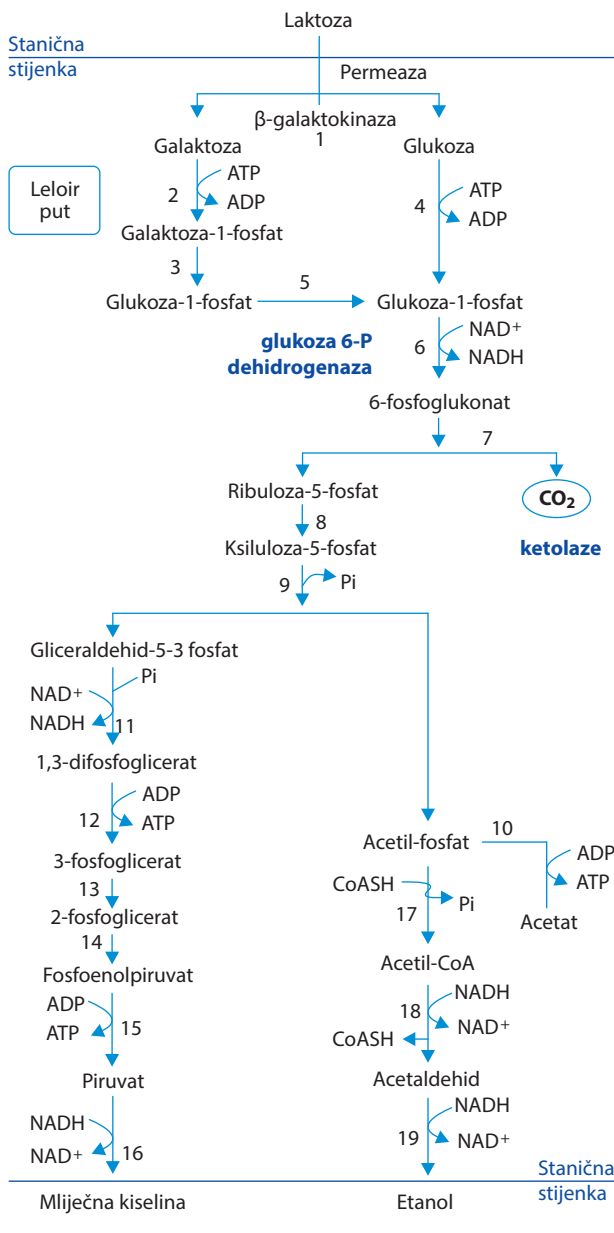 Laktoza
Stanična
stijenka
Permeaza
β-galaktokinaza
1
Galaktoza
Glukoza
Leloir
put
2
ATP
ADP
4
ATP
ADP
Galaktoza-1-fosfat
3
5
Glukoza-1-fosfat
Glukoza-1-fosfat
glukoza 6-P
dehidrogenaza
6
NAD+
NADH
6-fosfoglukonat
7
Ribuloza-5-fosfat
CO2
8
Ksiluloza-5-fosfat
ketolaze
9
Pi
Gliceraldehid-5-3 fosfat
Pi
NAD+
NADH
11
1,3-difosfoglicerat
ADP
12
ATP
3-fosfoglicerat
13
2-fosfoglicerat
14
Fosfoenolpiruvat
ADP
ATP
15
Piruvat
NADH
NAD+
16
Mliječna kiselina
Acetil-fosfat
10
ADP
ATP
Acetat
CoASH
Pi
17
Acetil-CoA
NADH
18
NAD+
CoASH
Acetaldehid
NADH
19
NAD+
Stanična
stijenka
Etanol